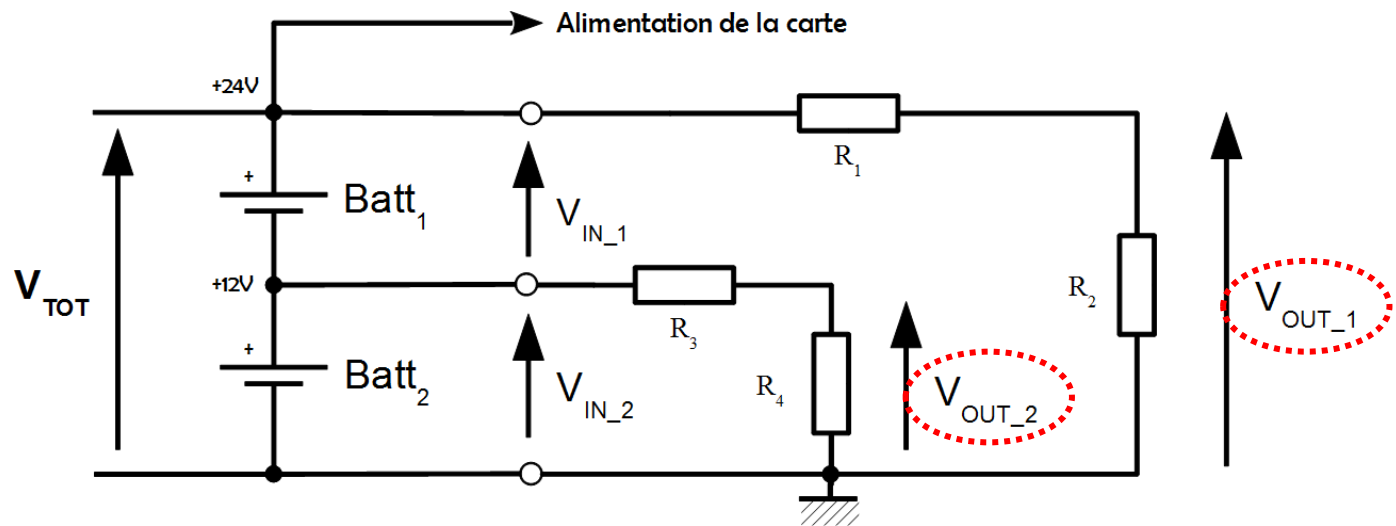 Alimentation de la carte
+24V
R1
+
Batt1
VIN_1
VTOT
+12V
R3
R2
VOUT_1
+
Batt2
VIN_2
R4
VOUT_2